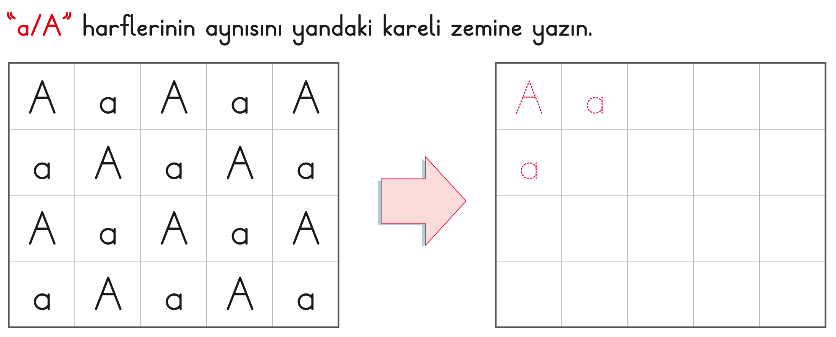 "a/A" harflerinin aynısını yandaki kareli zemine yazın.
A a A a A A a
a A a A a a
A a A a A
a A a A a